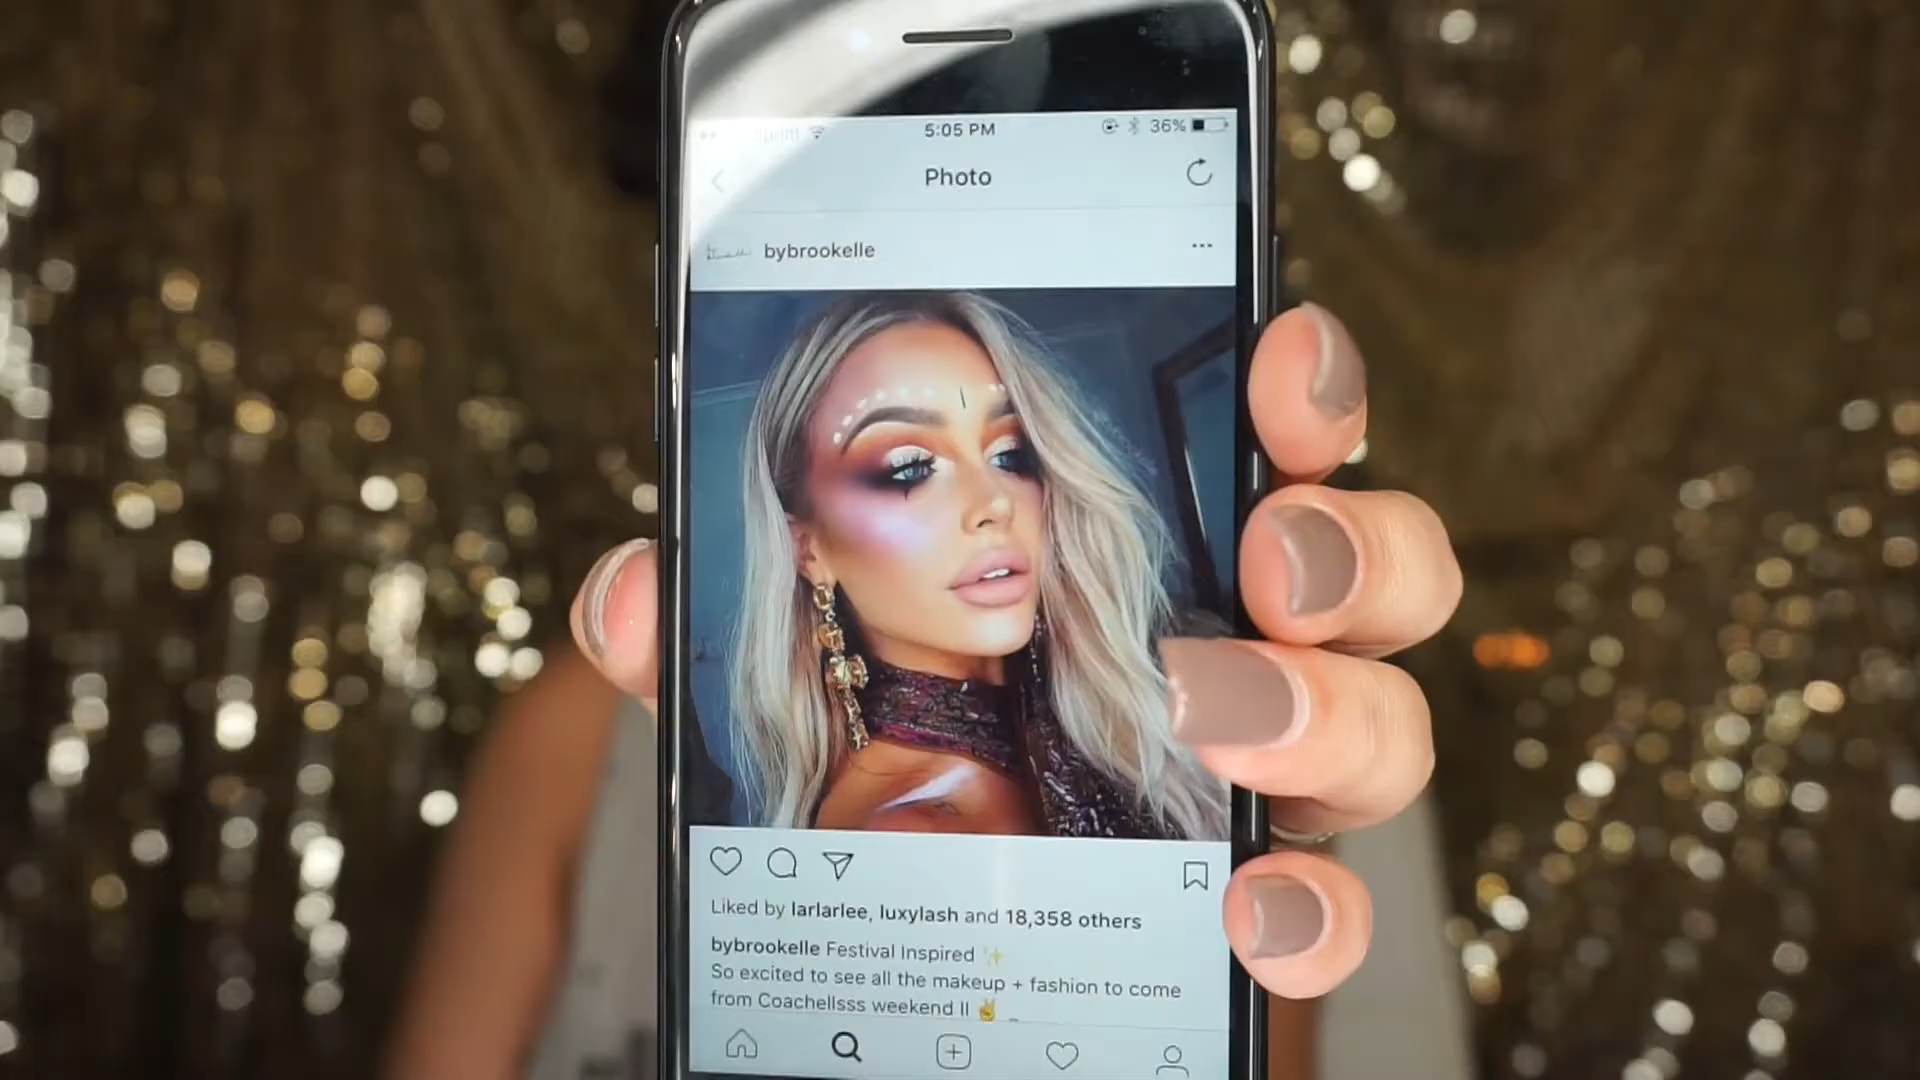 5:05 PM
36%
Photo
bybrookelle
Liked by larlarlee, luxylash and 18,358 others
bybrookelle Festival Inspired ✨
So excited to see all the makeup + fashion to come
from Coachellsss weekend II ✌️ _